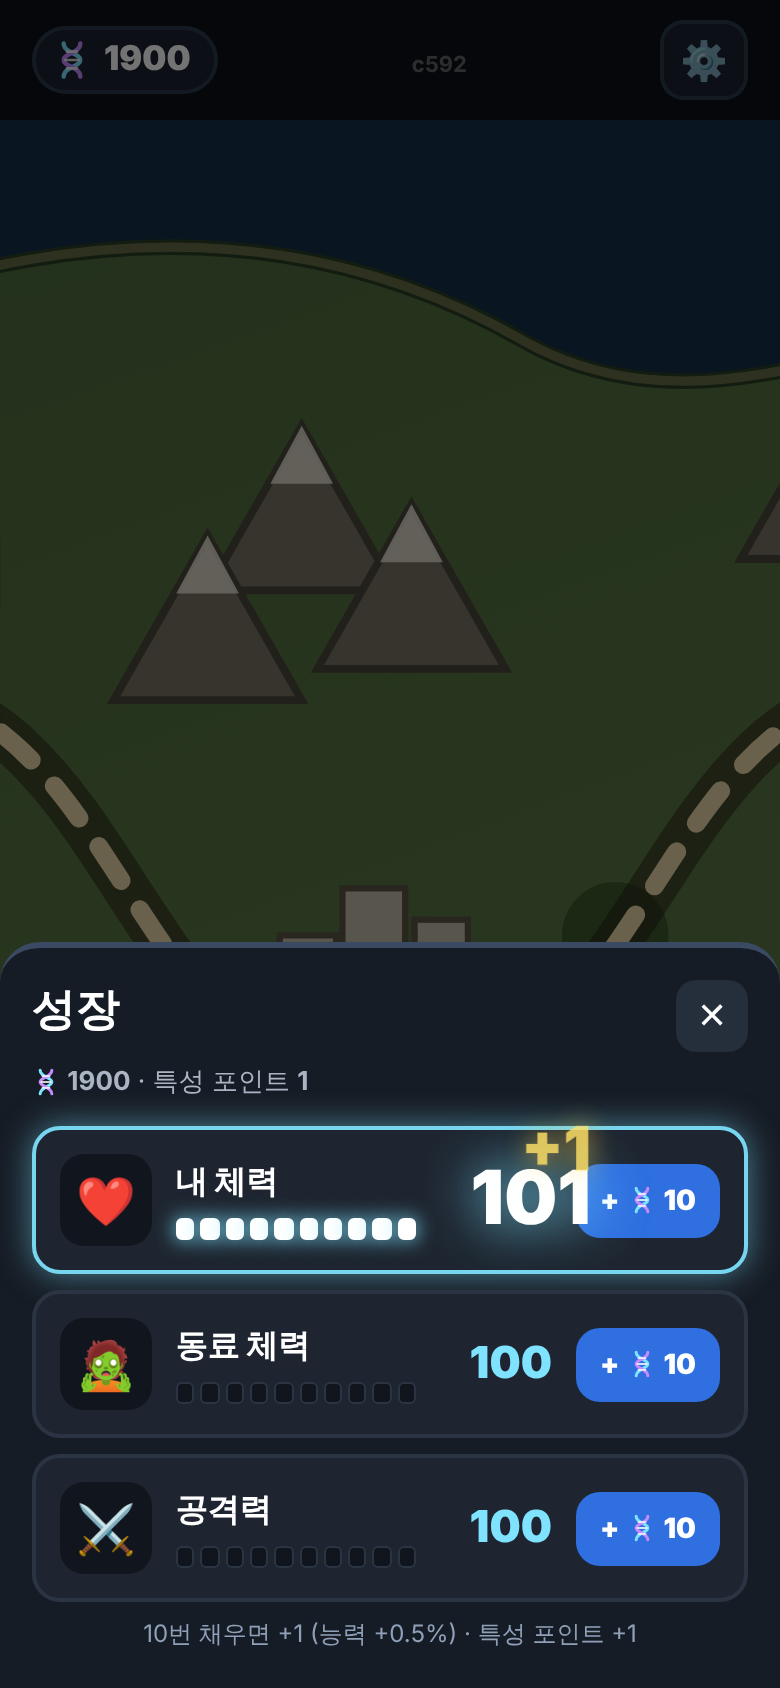 1900
c592
성장
1900 · 특성 포인트 1
내 체력
+1
101
+ 10
동료 체력
100
+ 10
공격력
100
+ 10
10번 채우면 +1 (능력 +0.5%) · 특성 포인트 +1